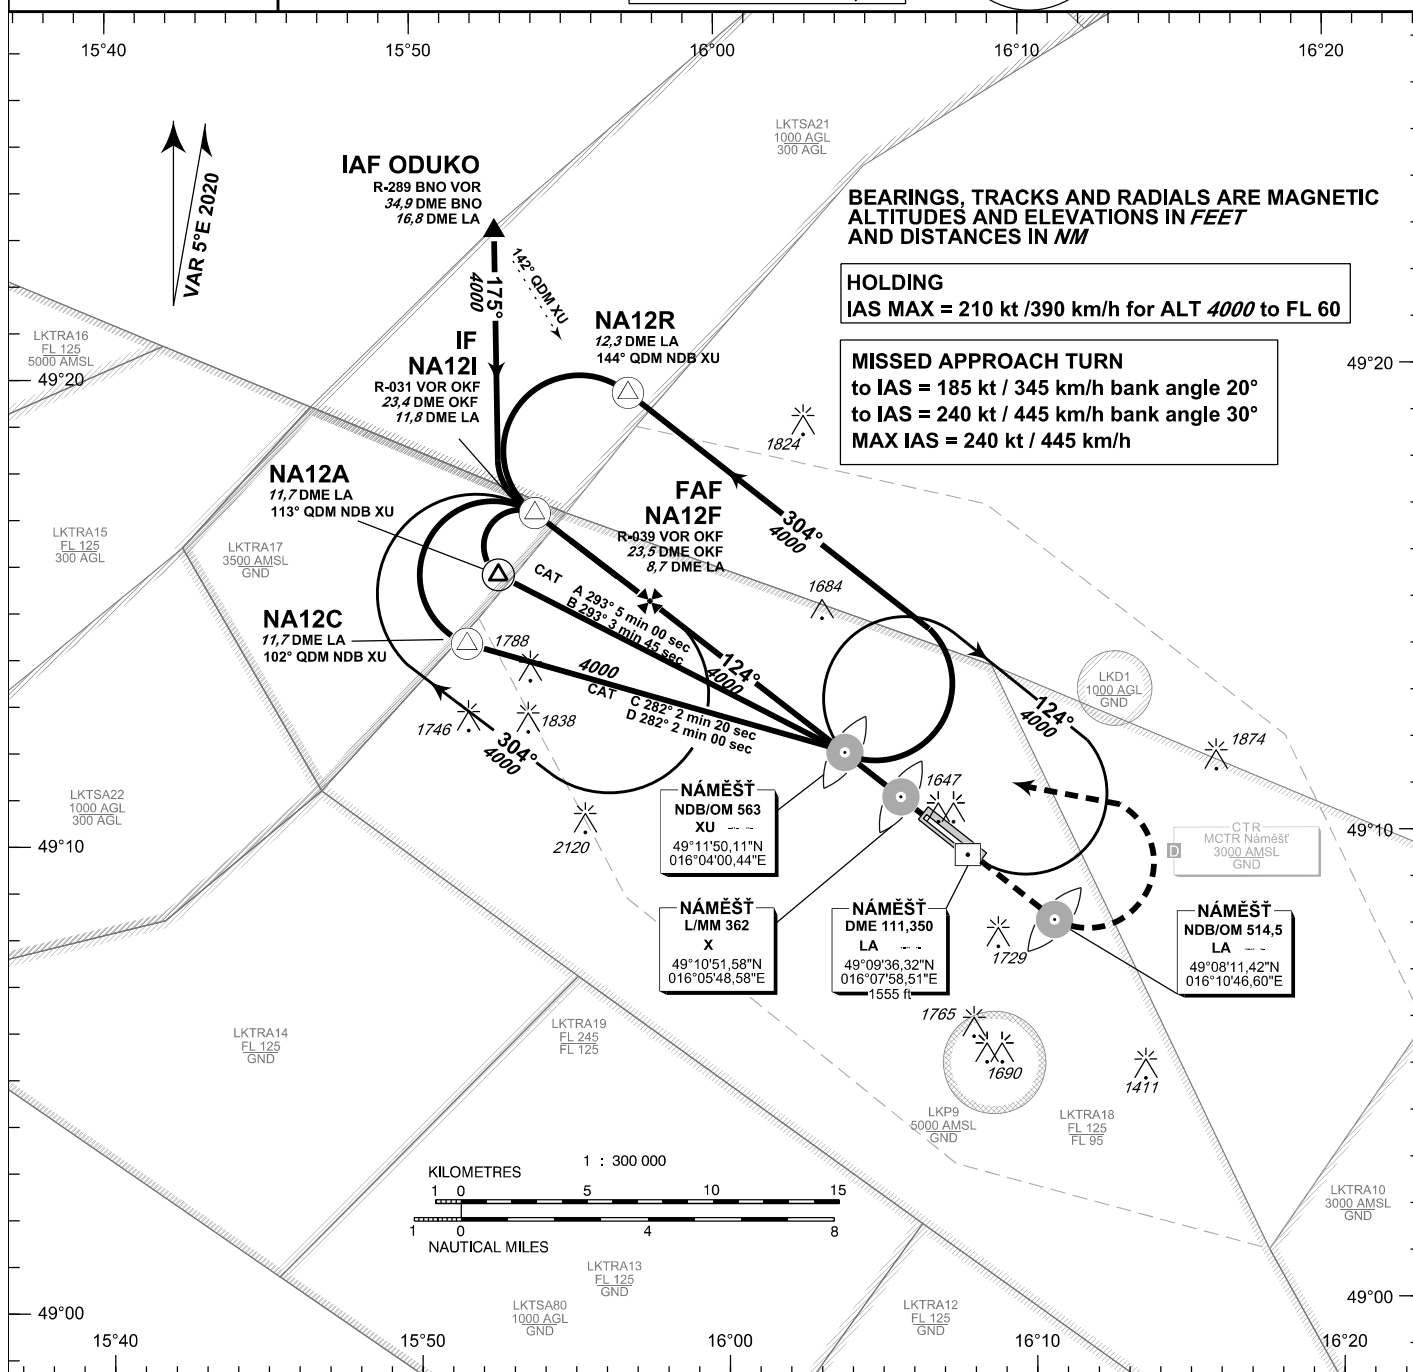 15°40
15°50
16°00
16°10
16°20
LKTSA21
1000 AGL
300 AGL
VAR 5°E 2020
IAF ODUKO
R-289 BNO VOR
34,9 DME BNO
16,8 DME LA
BEARINGS, TRACKS AND RADIALS ARE MAGNETIC
ALTITUDES AND ELEVATIONS IN FEET
AND DISTANCES IN NM
HOLDING
IAS MAX = 210 kt /390 km/h for ALT 4000 to FL 60
MISSED APPROACH TURN
to IAS = 185 kt / 345 km/h bank angle 20°
to IAS = 240 kt / 445 km/h bank angle 30°
MAX IAS = 240 kt / 445 km/h
175°
4000
142° QDM XU
NA12R
12,3 DME LA
144° QDM NDB XU
IF
NA12I
R-031 VOR OKF
23,4 DME OKF
11,8 DME LA
LKTRA16
FL 125
5000 AMSL
49°20
49°20
1824
NA12A
11,7 DME LA
113° QDM NDB XU
FAF
NA12F
R-039 VOR OKF
23,5 DME OKF
8,7 DME LA
304°
4000
LKTRA15
FL 125
300 AGL
LKTRA17
3500 AMSL
GND
CAT
A 293° 5 min 00 sec
B 293° 3 min 45 sec
1684
NA12C
11,7 DME LA
102° QDM NDB XU
1788
4000
CAT
C 282° 2 min 20 sec
D 282° 2 min 00 sec
124°
4000
LKD1
1000 AGL
GND
124°
4000
1746
1838
304°
4000
1874
LKTSA22
1000 AGL
300 AGL
2120
NÁMĚŠŤ
NDB/OM 563
XU
49°11'50,11"N
016°04'00,44"E
1647
CTR
MCTR Náměšť
3000 AMSL
GND
D
49°10
49°10
NÁMĚŠŤ
L/MM 362
X
49°10'51,58"N
016°05'48,58"E
NÁMĚŠŤ
DME 111,350
LA
49°09'36,32"N
016°07'58,51"E
1555 ft
NÁMĚŠŤ
NDB/OM 514,5
LA
49°08'11,42"N
016°10'46,60"E
1729
1765
1690
1411
LKTRA14
FL 125
GND
LKTRA19
FL 245
FL 125
LKP9
5000 AMSL
GND
LKTRA18
FL 125
FL 95
1 : 300 000
KILOMETRES
1 0 5 10 15
1 0 4 8
NAUTICAL MILES
LKTRA10
3000 AMSL
GND
LKTRA13
FL 125
GND
LKTSA80
1000 AGL
GND
LKTRA12
FL 125
GND
49°00
49°00
15°40
15°50
16°00
16°10
16°20